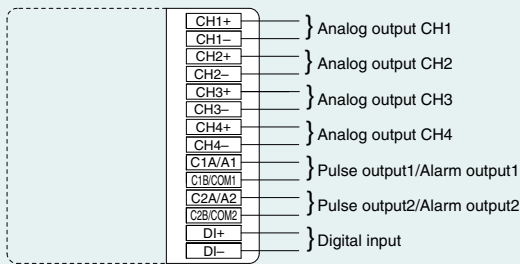 CH1+
CH1–
Analog output CH1
CH2+
CH2–
Analog output CH2
CH3+
CH3–
Analog output CH3
CH4+
CH4–
Analog output CH4
C1A/A1
C1B/COM1
Pulse output1/Alarm output1
C2A/A2
C2B/COM2
Pulse output2/Alarm output2
DI+
DI–
Digital input